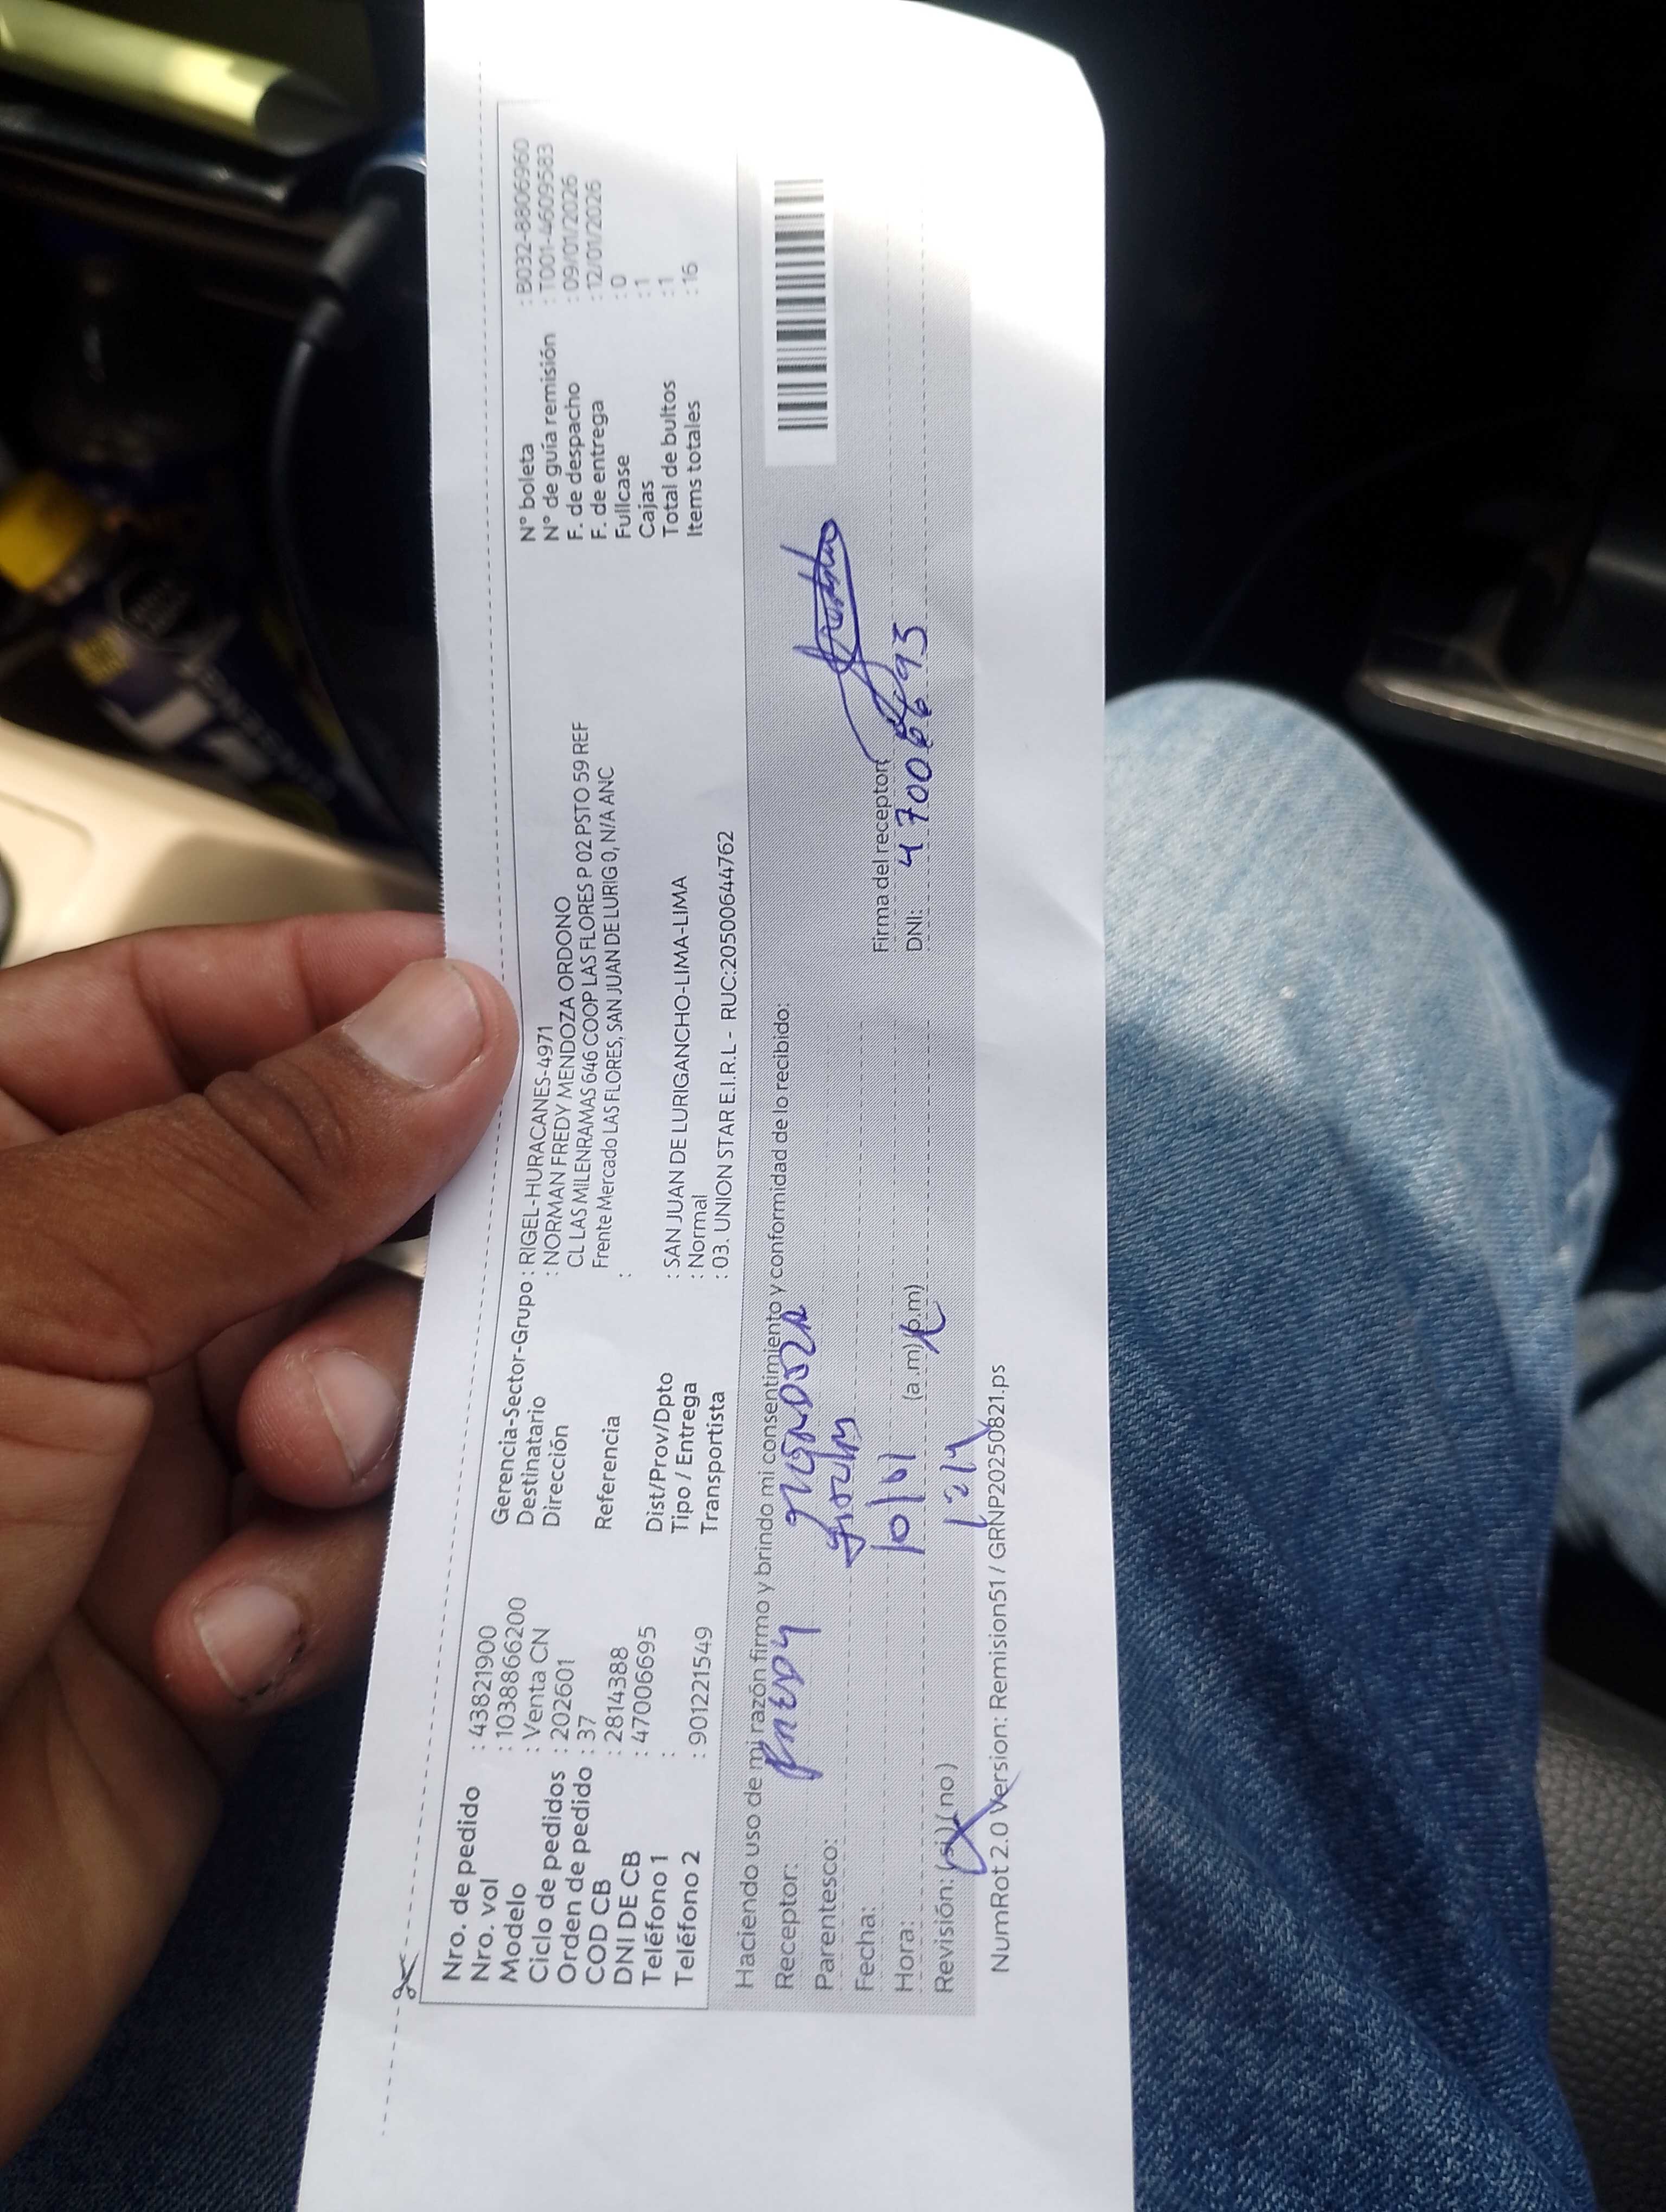 Nro. de pedido : 43821900
Nro. vol : 1038886200
Modelo : Venta CN
Ciclo de pedidos : 202601
Orden de pedido : 37
COD CB : 2814388
DNI DE CB : 47006695
Teléfono 1 :
Teléfono 2 : 901221549
Gerencia-Sector-Grupo : RIGEL-HURACANES-4971
Destinatario : NORMAN FREDY MENDOZA ORDONO
Dirección CL LAS MILENRAMAS 646 COOP LAS FLORES P 02 PSTO 59 REF
Frente Mercado LAS FLORES, SAN JUAN DE LURIG 0, N/A ANC
Referencia :
Dist/Prov/Dpto : SAN JUAN DE LURIGANCHO-LIMA-LIMA
Tipo / Entrega : Normal
Transportista : 03. UNION STAR E.I.R.L - RUC:20500644762
N° boleta : B032-8806960
N° de guía remisión : T001-4609583
F. de despacho : 09/01/2026
F. de entrega : 12/01/2026
Fullcase : 0
Cajas : 1
Total de bultos : 1
Items totales : 16
Haciendo uso de mi razón firmo y brindo mi consentimiento y conformidad de lo recibido:
Receptor:
Parentesco:
Fecha: 10/01
Hora: 1214 (a.m) (p.m)
Revisión: (si) (no)
Firma del receptor:
DNI:
NumRot 2.0 Version: Remision51 / GRNP20250821.ps